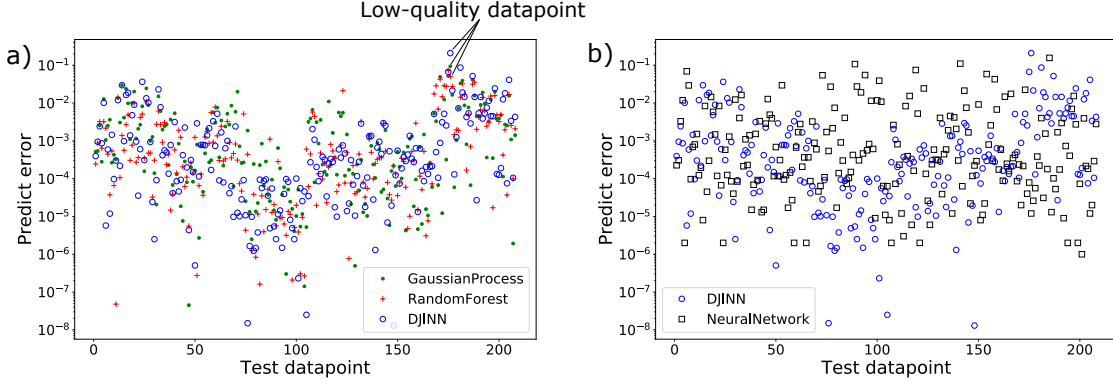 Low-quality datapoint
a)
Predict error
10⁻¹
10⁻²
10⁻³
10⁻⁴
10⁻⁵
10⁻⁶
10⁻⁷
10⁻⁸
GaussianProcess
RandomForest
DJINN
0 50 100 150 200
Test datapoint
b)
Predict error
10⁻¹
10⁻²
10⁻³
10⁻⁴
10⁻⁵
10⁻⁶
10⁻⁷
10⁻⁸
DJINN
NeuralNetwork
0 50 100 150 200
Test datapoint